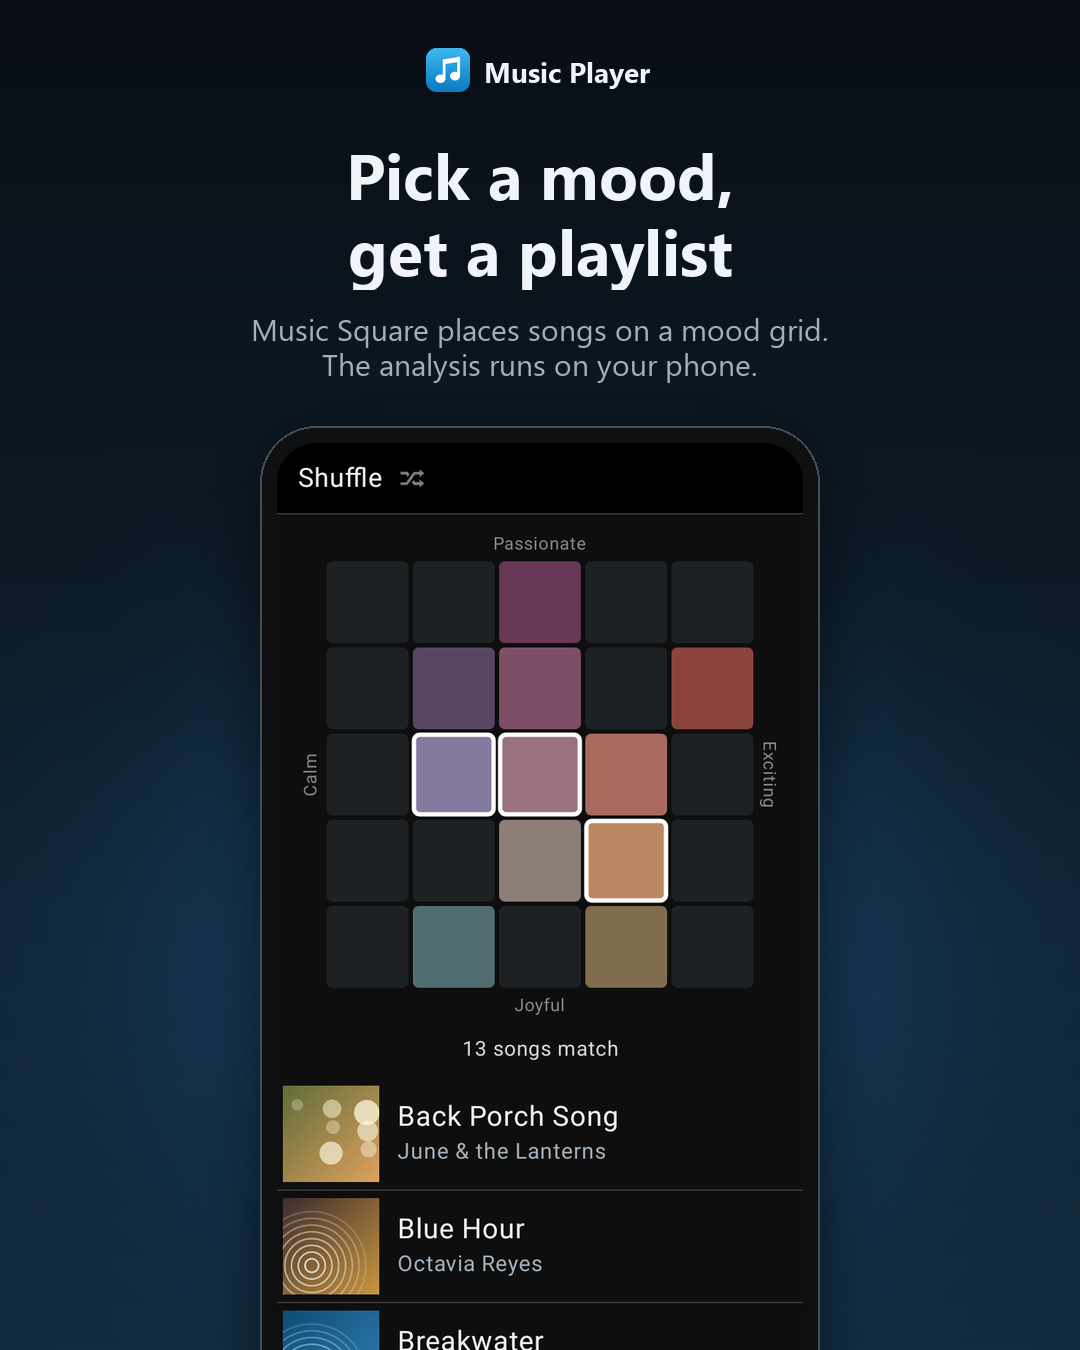 Music Player
Pick a mood,
get a playlist
Music Square places songs on a mood grid.
The analysis runs on your phone.
Shuffle
Passionate
Calm
Exciting
Joyful
13 songs match
Back Porch Song
June & the Lanterns
Blue Hour
Octavia Reyes
Breakwater